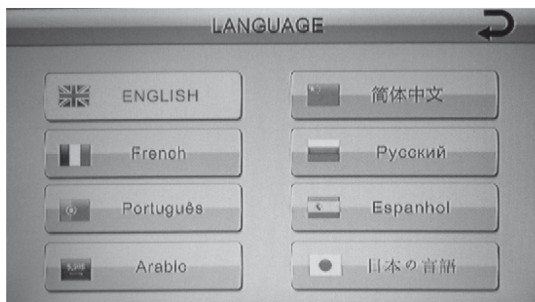 LANGUAGE
ENGLISH
简体中文
French
Русский
Português
Espanhol
Arabic
日本の言語